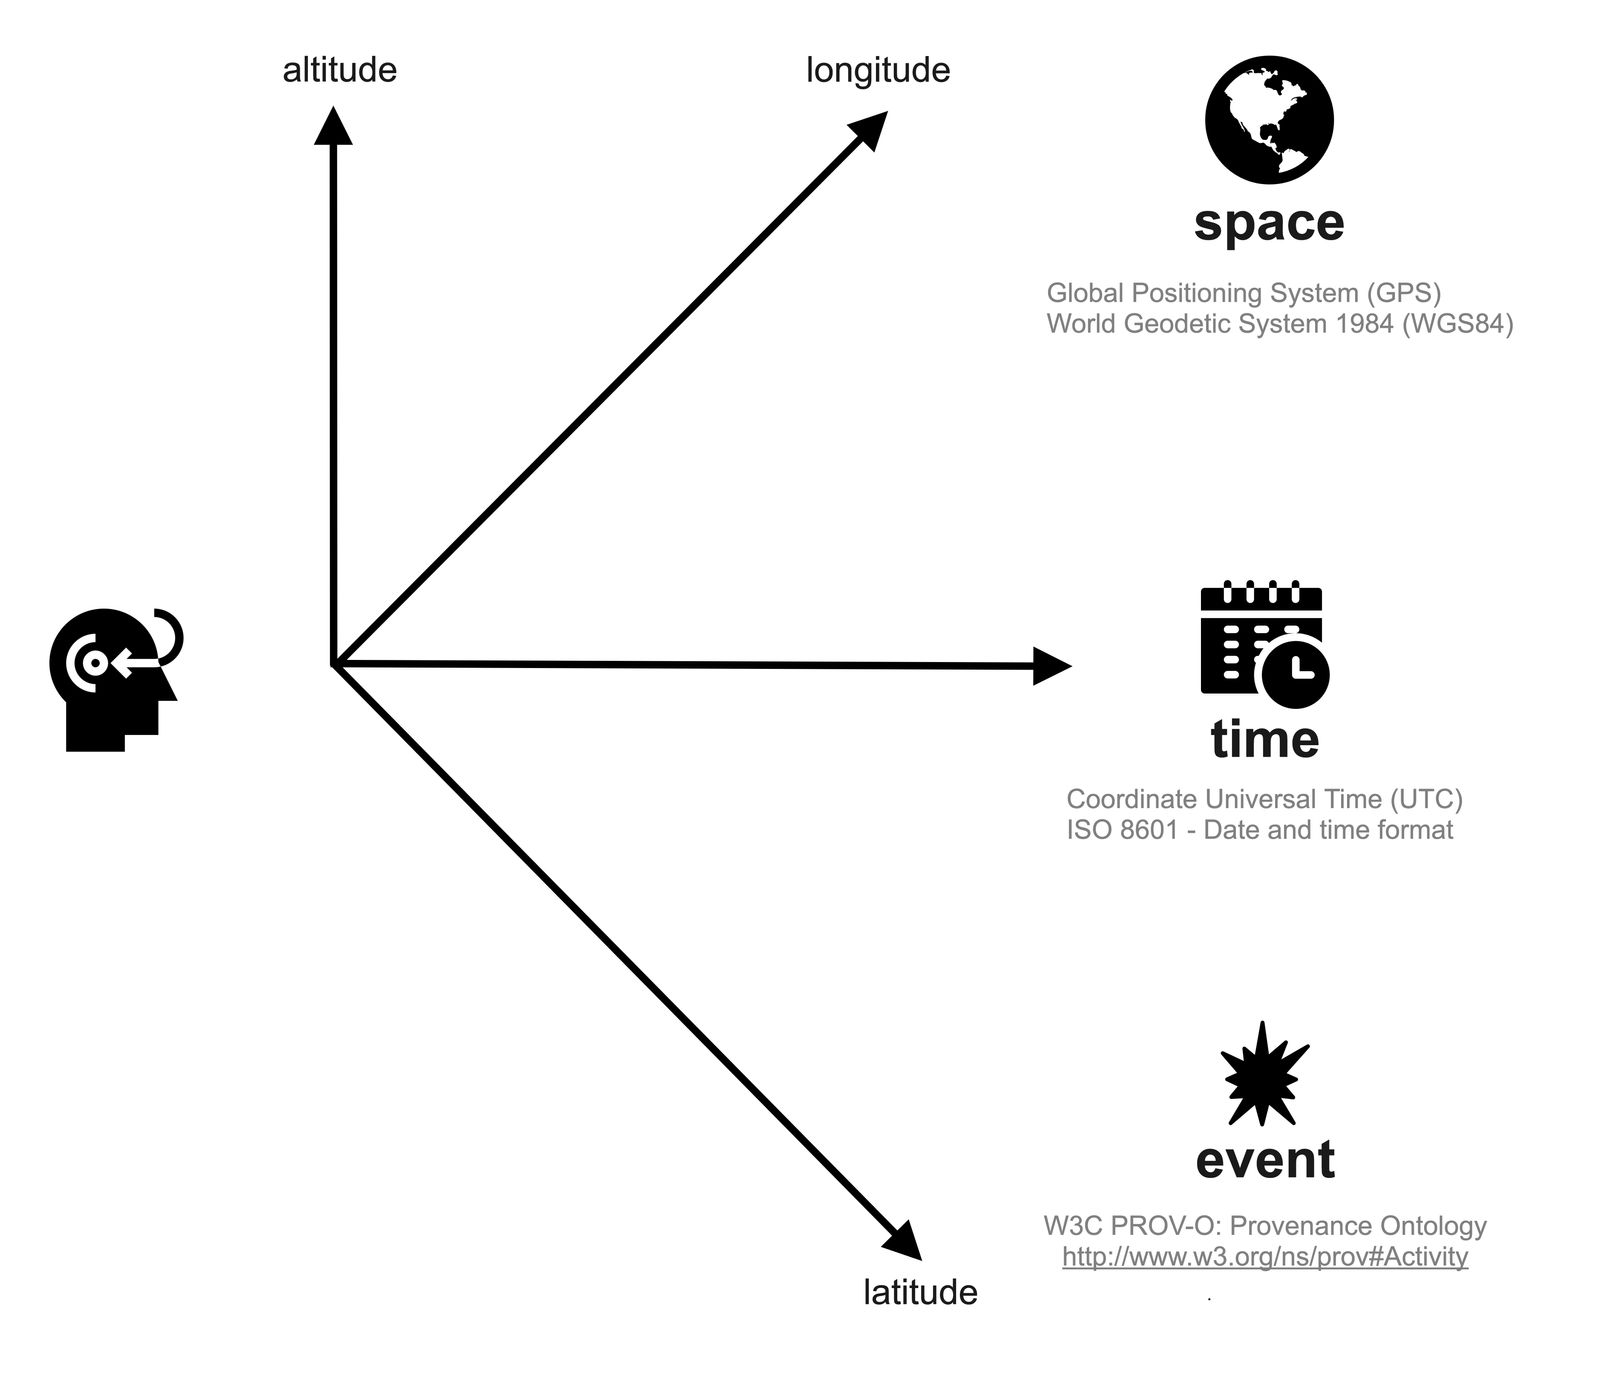 altitude
longitude
space
Global Positioning System (GPS)
World Geodetic System 1984 (WGS84)
time
Coordinate Universal Time (UTC)
ISO 8601 - Date and time format
event
W3C PROV-O: Provenance Ontology
http://www.w3.org/ns/prov#Activity
.
latitude